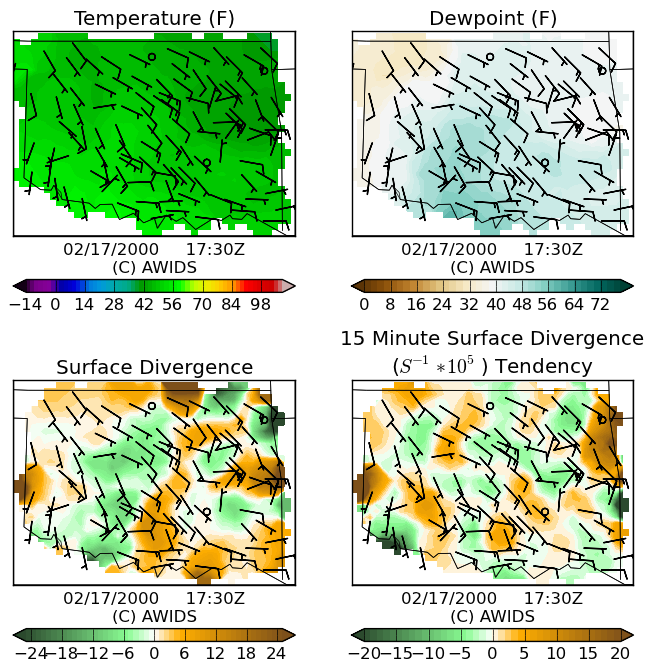 Temperature (F)
Dewpoint (F)
02/17/2000 17:30Z
(C) AWIDS
02/17/2000 17:30Z
(C) AWIDS
−14 0 14 28 42 56 70 84 98
0 8 16 24 32 40 48 56 64 72
Surface Divergence
15 Minute Surface Divergence
(S⁻¹ *10⁵ ) Tendency
02/17/2000 17:30Z
(C) AWIDS
02/17/2000 17:30Z
(C) AWIDS
−24−18−12 −6 0 6 12 18 24
−20−15−10 −5 0 5 10 15 20